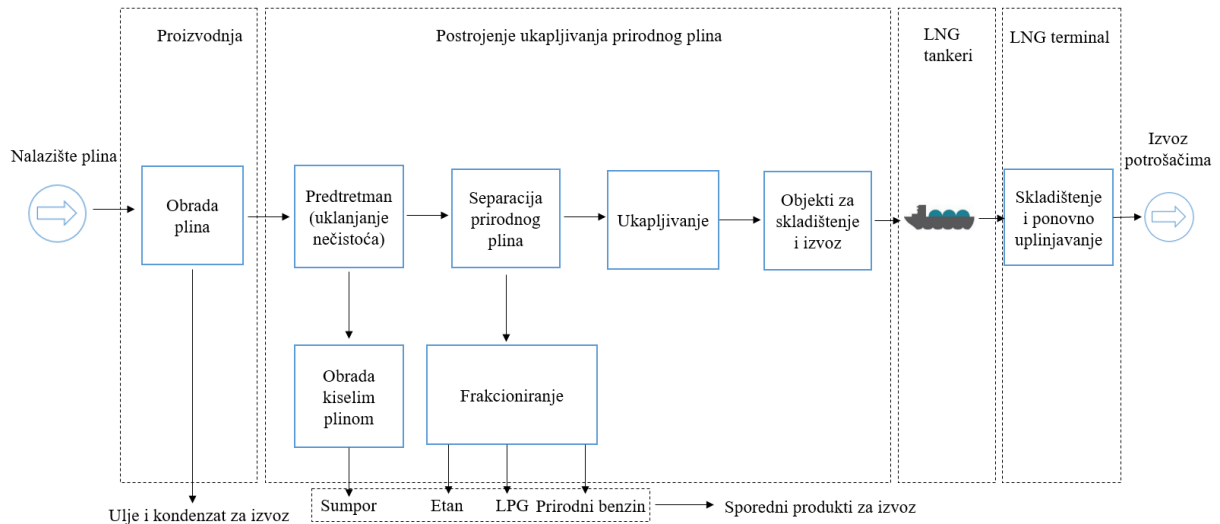 Proizvodnja
Postrojenje ukapljivanja prirodnog plina
LNG
tankeri
LNG terminal
Nalazište plina
Obrada
plina
Predtretman
(uklanjanje
nečistoća)
Separacija
prirodnog
plina
Ukapljivanje
Objekti za
skladištenje
i izvoz
Skladištenje
i ponovno
uplinjavanje
Izvoz
potrošačima
Obrada
kiselim
plinom
Frakcioniranje
Sumpor
Etan
LPG
Prirodni benzin
Sporedni produkti za izvoz
Ulje i kondenzat za izvoz